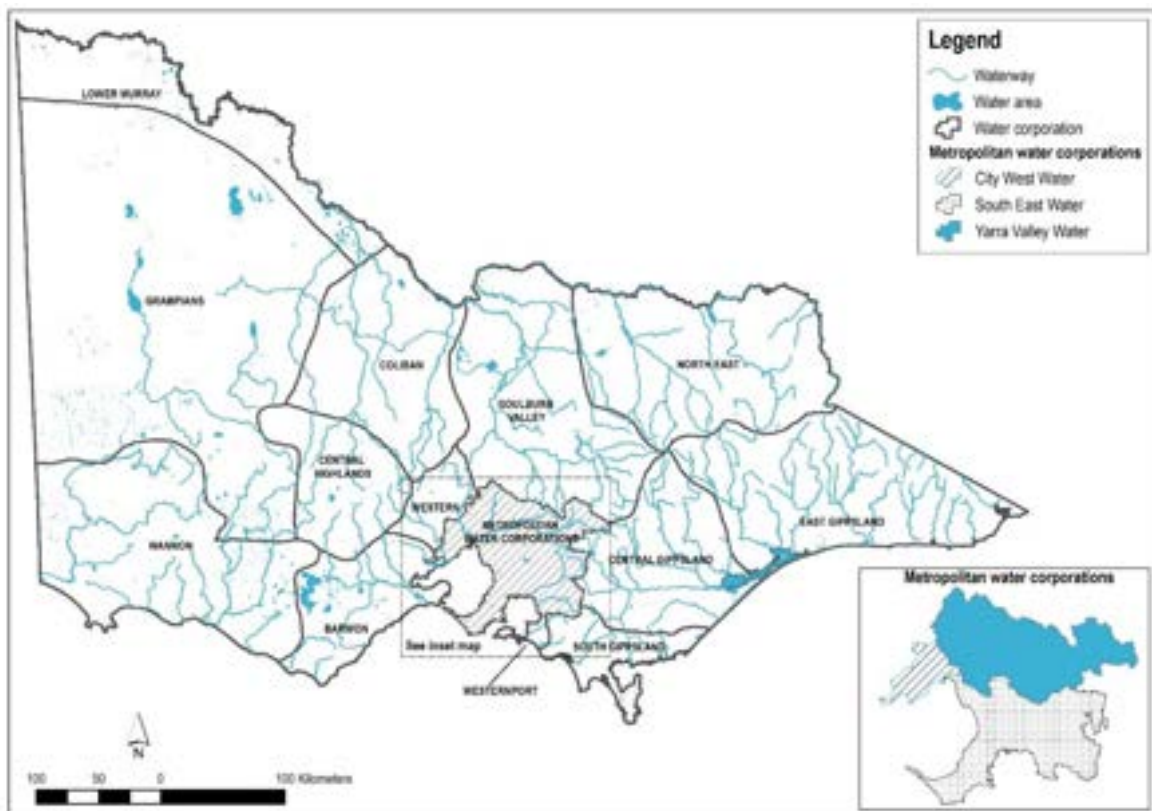 Legend
Waterway
Water area
Water corporation
Metropolitan water corporations
City West Water
South East Water
Yarra Valley Water
LOWER MURRAY
GRAMPIANS
COLIBAN
NORTH EAST
GOULBURN
VALLEY
CENTRAL
HIGHLANDS
WESTERN
METROPOLITAN
WATER CORPORATIONS
EAST GIPPSLAND
WANNON
CENTRAL GIPPSLAND
BARWON
SOUTH GIPPSLAND
See inset map
WESTERNPORT
Metropolitan water corporations
N
100 50 0 100 Kilometers